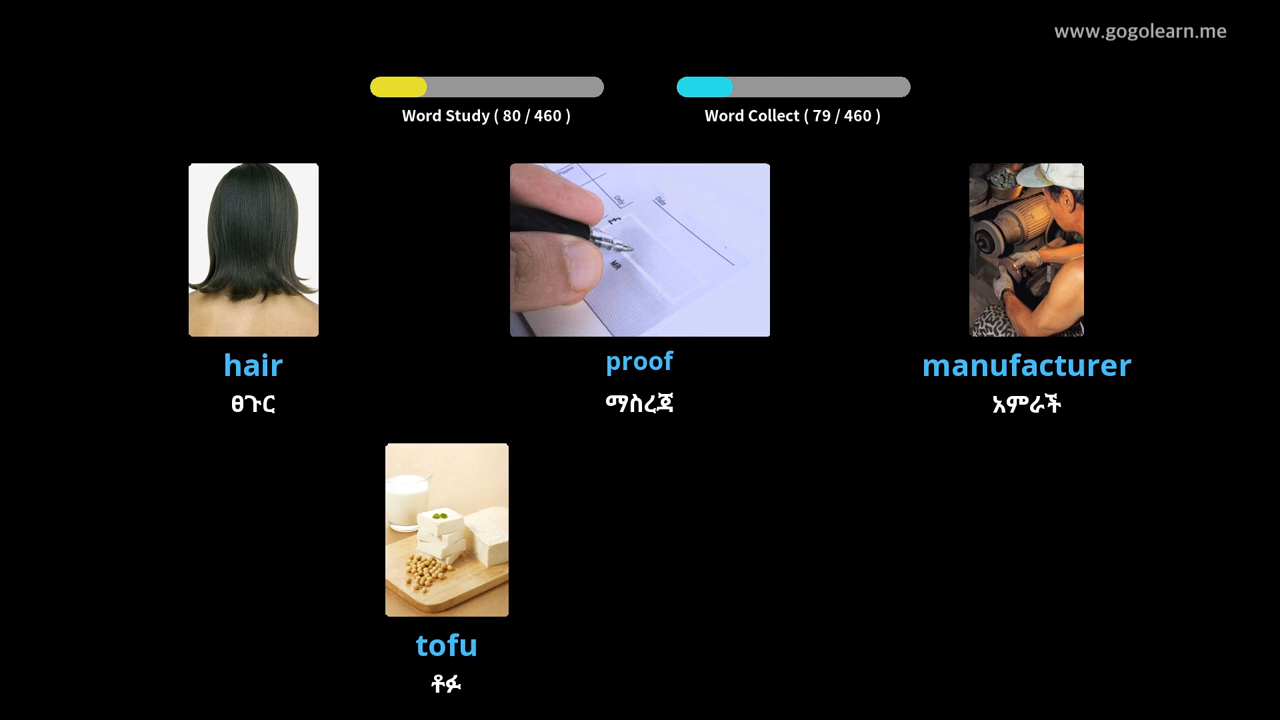 www.gogolearn.me
Word Study ( 80 / 460 )
Word Collect ( 79 / 460 )
hair
ፀጉር
proof
ማስረጃ
manufacturer
አምራች
tofu
ቶፉ